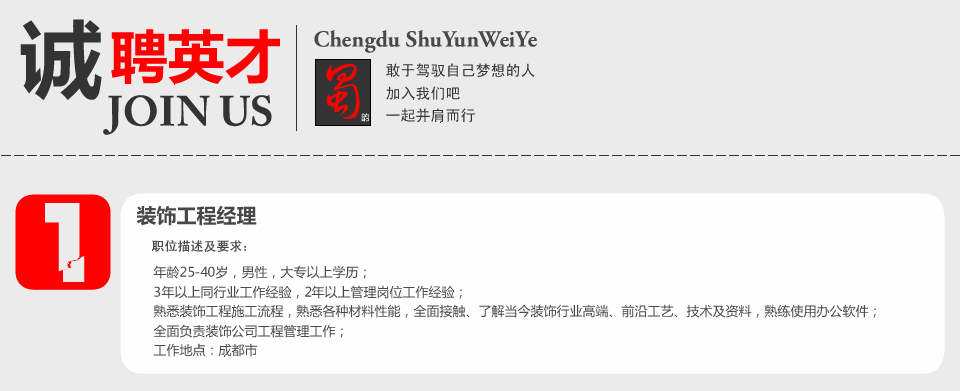 诚聘英才
JOIN US
Chengdu ShuYunWeiYe
蜀
韵
敢于驾驭自己梦想的人
加入我们吧
一起并肩而行
1
装饰工程经理
职位描述及要求：
年龄25-40岁，男性，大专以上学历；
3年以上同行业工作经验，2年以上管理岗位工作经验；
熟悉装饰工程施工流程，熟悉各种材料性能，全面接触、了解当今装饰行业高端、前沿工艺、技术及资料，熟练使用办公软件；
全面负责装饰公司工程管理工作；
工作地点：成都市